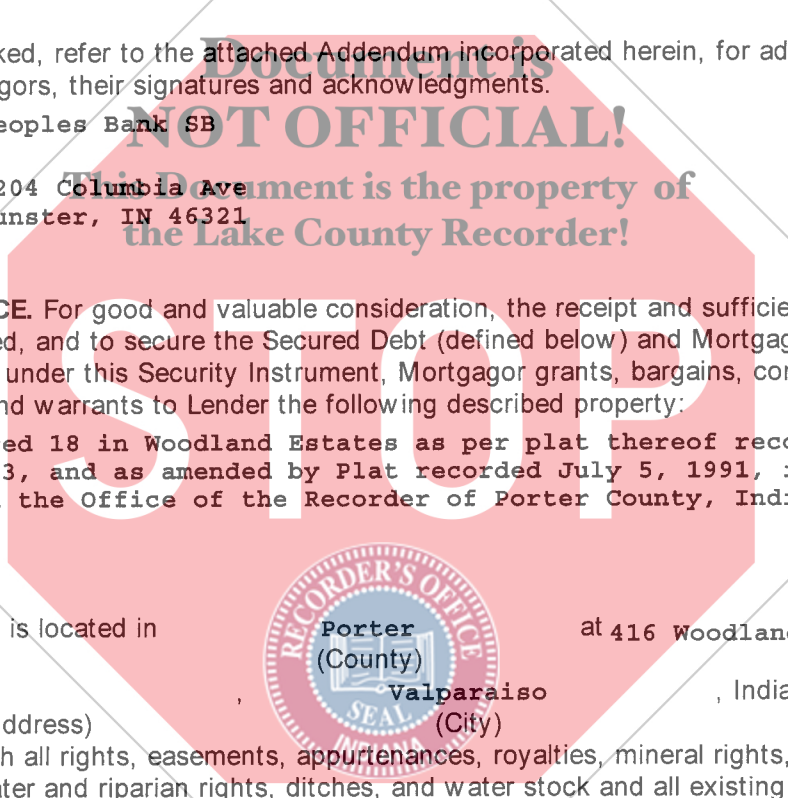 ked, refer to the attached Addendum incorporated herein, for ad
gors, their signatures and acknowledgments.
eoples Bank SB
204 Columbia Ave
unster, IN 46321
Document is
NOT OFFICIAL!
This Document is the property of
the Lake County Recorder!
CE. For good and valuable consideration, the receipt and sufficie
ed, and to secure the Secured Debt (defined below) and Mortgag
under this Security Instrument, Mortgagor grants, bargains, con
nd warrants to Lender the following described property:
ed 18 in Woodland Estates as per plat thereof reco
3, and as amended by Plat recorded July 5, 1991, i
the Office of the Recorder of Porter County, Indi
STOP
RECORDER'S OFFICE
SEAL
INDIANA
is located in Porter at 416 Woodland
(County)
, Valparaiso , India
ddress) (City)
h all rights, easements, appurtenances, royalties, mineral rights,
ter and riparian rights, ditches, and water stock and all existing